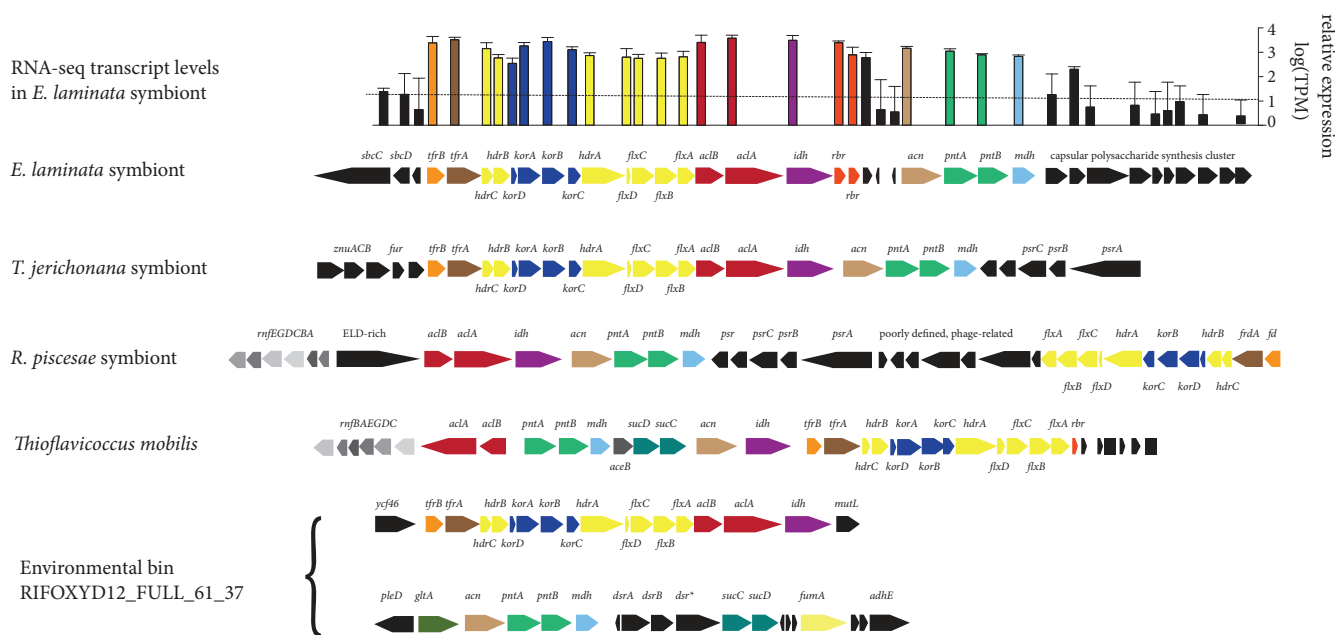 4
3
2
1
0
log(TPM)
relative expression
RNA-seq transcript levels
in E. laminata symbiont
sbcC sbcD tfrB tfrA hdrB korA korB hdrA flxC flxA aclB aclA idh rbr acn pntA pntB mdh capsular polysaccharide synthesis cluster
E. laminata symbiont
hdrC korD korC flxD flxB rbr
znuACB fur tfrB tfrA hdrB korA korB hdrA flxC flxA aclB aclA idh acn pntA pntB mdh psrC psrB psrA
T. jerichonana symbiont
hdrC korD korC flxD flxB
rnfEGDCBA ELD-rich aclB aclA idh acn pntA pntB mdh psr psrC psrB psrA poorly defined, phage-related flxA flxC hdrA korB hdrB frdA fd
R. piscesae symbiont
flxB flxD korC korD hdrC
rnfBAEGDC aclA aclB pntA pntB mdh sucD sucC acn idh tfrB tfrA hdrB korA korC hdrA flxC flxA rbr
Thioflavicoccus mobilis
aceB hdrC korD korB flxD flxB
ycf46 tfrB tfrA hdrB korA korB hdrA flxC flxA aclB aclA idh mutL
hdrC korD korC flxD flxB
Environmental bin
RIFOXYD12_FULL_61_37
pleD gltA acn pntA pntB mdh dsrA dsrB dsr* sucC sucD fumA adhE